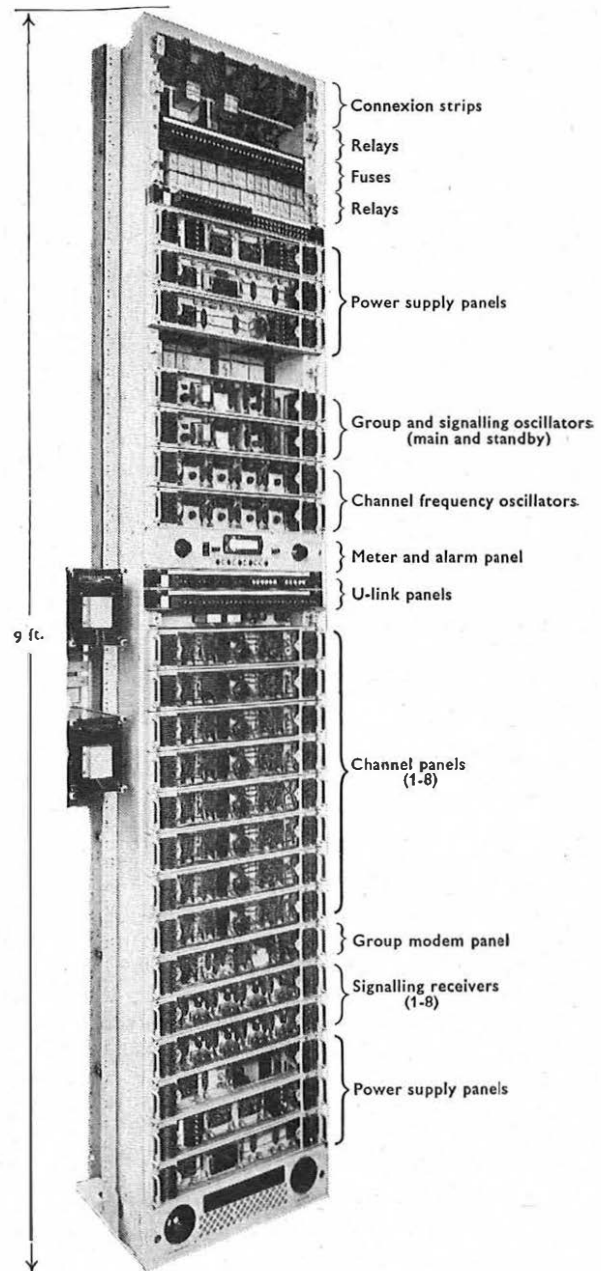 Connexion strips
Relays
Fuses
Relays
Power supply panels
Group and signalling oscillators
(main and standby)
Channel frequency oscillators
Meter and alarm panel
U-link panels
9 ft.
Channel panels
(1-8)
Group modem panel
Signalling receivers
(1-8)
Power supply panels